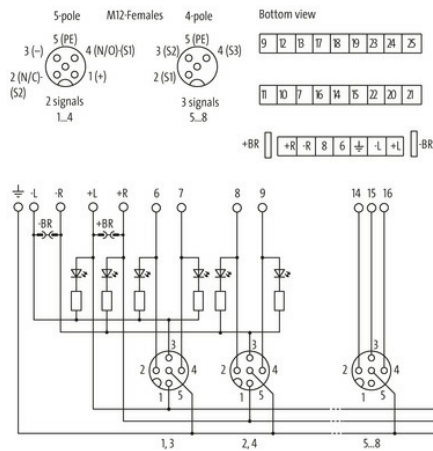 5-pole M12-Females 4-pole Bottom view
5 (PE) 5 (PE)
3 (–) 4 (N/O)-(S1) 3 (S2) 4 (S3)
2 (N/C)- 1 (+) 2 (S1)
(S2)
2 signals 3 signals
1...4 5...8
9 12 13 17 18 19 23 24 25
11 10 7 16 14 15 22 20 21
+BR +R -R 8 6 ⏚ -L +L -BR
⏚ -L -R +L +R 6 7 8 9 14 15 16
-BR +BR
3 3 3
2 4 2 4 2 4
1 5 1 5 1 5
1, 3 2, 4 5...8